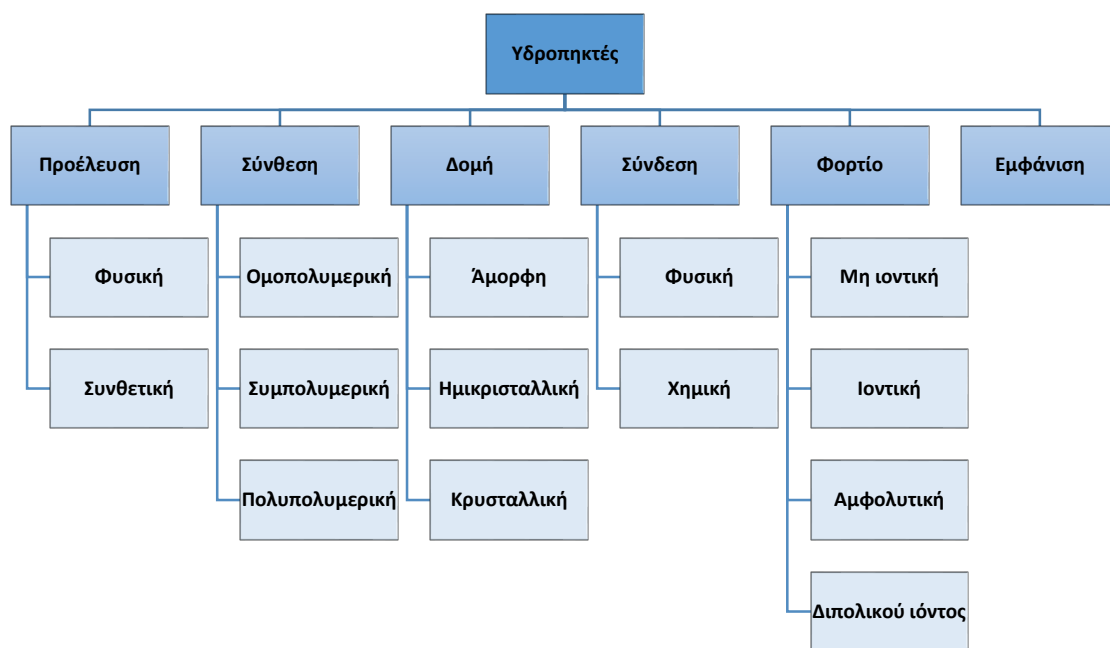 Υδροπηκτές
Προέλευση
Σύνθεση
Δομή
Σύνδεση
Φορτίο
Εμφάνιση
Φυσική
Ομοπολυμερική
Άμορφη
Φυσική
Μη ιοντική
Συνθετική
Συμπολυμερική
Ημικρισταλλική
Χημική
Ιοντική
Πολυπολυμερική
Κρυσταλλική
Αμφολυτική
Διπολικού ιόντος